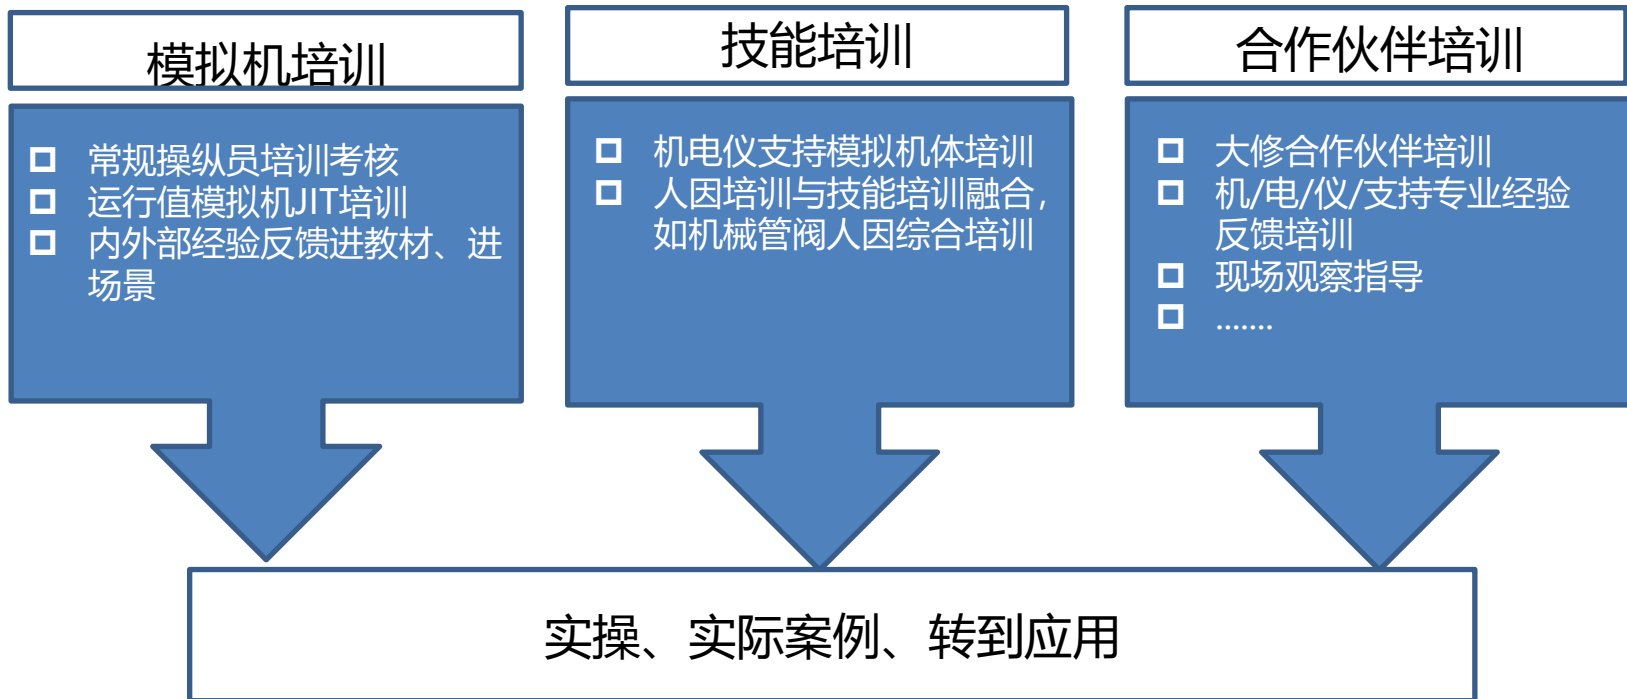 模拟机培训
常规操纵员培训考核
运行值模拟机JIT培训
内外部经验反馈进教材、进
场景
技能培训
机电仪支持模拟机体培训
人因培训与技能培训融合，
如机械管阀人因综合培训
合作伙伴培训
大修合作伙伴培训
机/电/仪/支持专业经验
反馈培训
现场观察指导
.......
实操、实际案例、转到应用